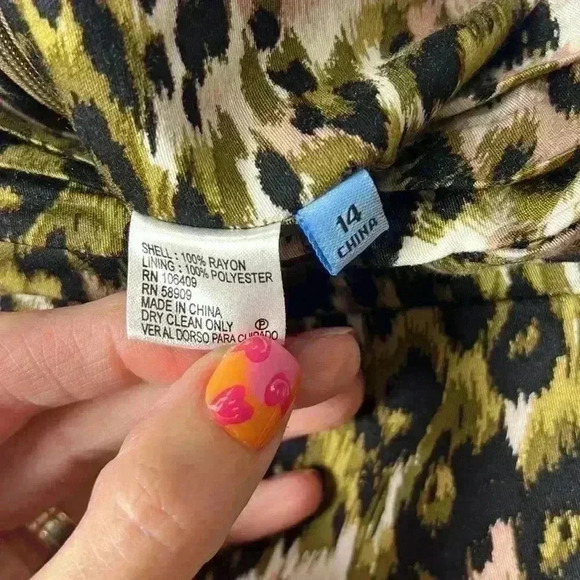 SHELL : 100% RAYON
LINING : 100% POLYESTER
RN 106409
RN 58909
MADE IN CHINA
DRY CLEAN ONLY
VER AL DORSO PARA CUIDADO
P
14
CHINA